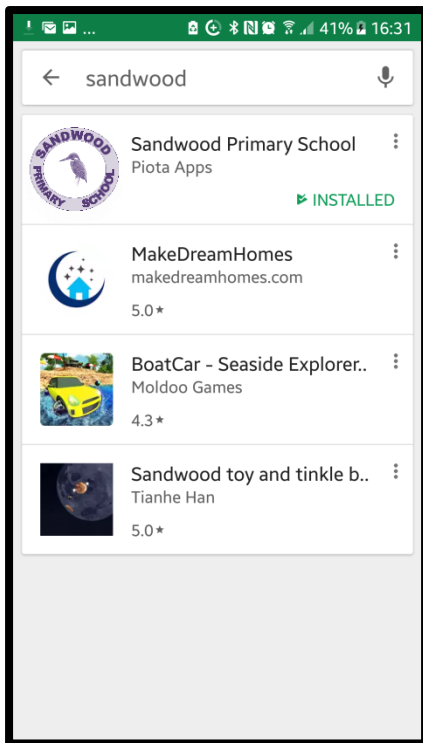 ... 41% 16:31
sandwood
SANDWOOD
PRIMARY SCHOOL
Sandwood Primary School
Piota Apps
INSTALLED
MakeDreamHomes
makedreamhomes.com
5.0★
BoatCar - Seaside Explorer..
Moldoo Games
4.3★
Sandwood toy and tinkle b..
Tianhe Han
5.0★